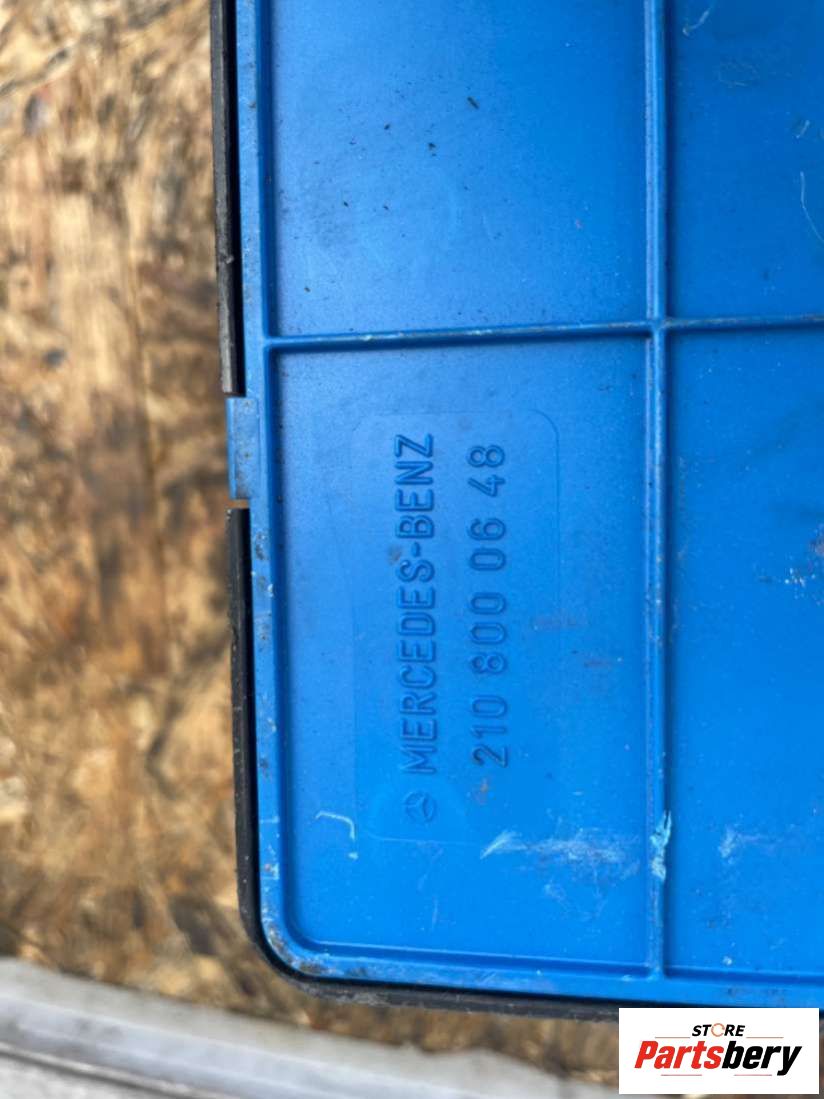 MERCEDES-BENZ
210 800 06 48
STORE
Partsbery